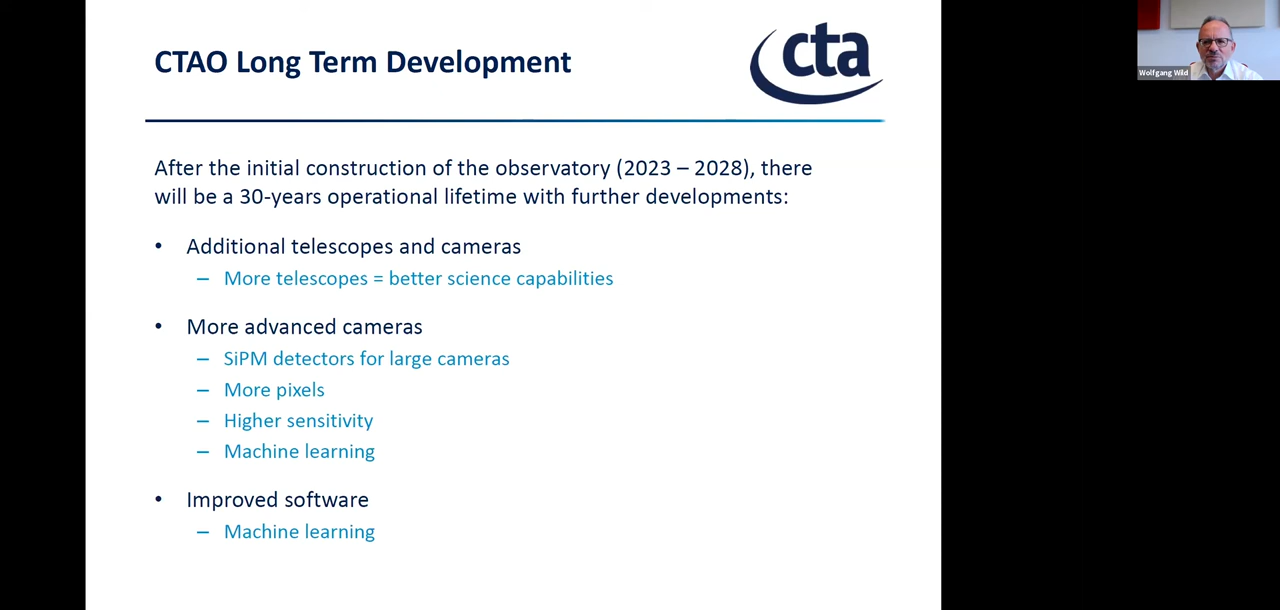 CTAO Long Term Development
cta
Wolfgang Wild
After the initial construction of the observatory (2023 – 2028), there
will be a 30-years operational lifetime with further developments:
• Additional telescopes and cameras
– More telescopes = better science capabilities
• More advanced cameras
– SiPM detectors for large cameras
– More pixels
– Higher sensitivity
– Machine learning
• Improved software
– Machine learning